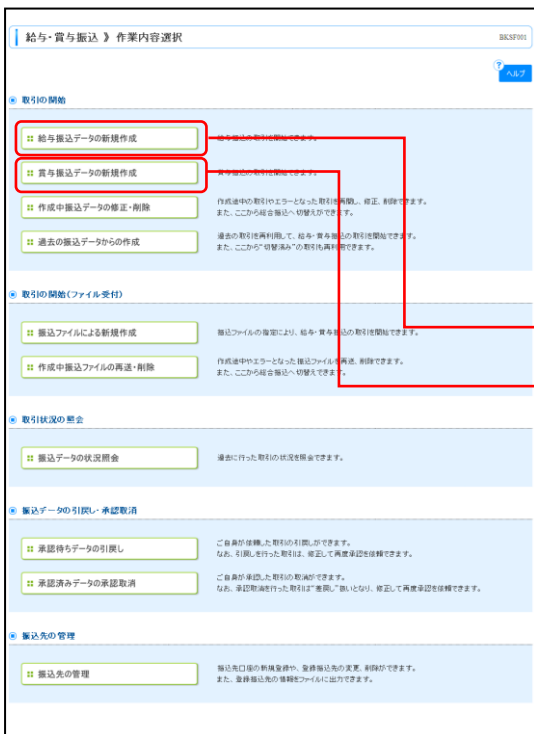 給与・賞与振込 》 作業内容選択
BKSF001
? ヘルプ
取引の開始
給与振込データの新規作成
給与振込の取引を開始できます。
賞与振込データの新規作成
賞与振込の取引を開始できます。
作成中振込データの修正・削除
作成途中の取引やエラーとなった取引を再開し、修正、削除できます。
また、ここから総合振込へ切替えができます。
過去の振込データからの作成
過去の取引を再利用して、給与・賞与振込の取引を開始できます。
また、ここから“切替済み”の取引も再利用できます。
取引の開始(ファイル受付)
振込ファイルによる新規作成
振込ファイルの指定により、給与・賞与振込の取引を開始できます。
作成中振込ファイルの再送・削除
作成途中やエラーとなった振込ファイルを再送、削除できます。
また、ここから総合振込へ切替えできます。
取引状況の照会
振込データの状況照会
過去に行った取引の状況を照会できます。
振込データの引戻し・承認取消
承認待ちデータの引戻し
ご自身が依頼した取引の引戻しができます。
なお、引戻しを行った取引は、修正して再度承認を依頼できます。
承認済みデータの承認取消
ご自身が承認した取引の取消ができます。
なお、承認取消を行った取引は“差戻し”扱いとなり、修正して再度承認を依頼できます。
振込先の管理
振込先の管理
振込先口座の新規登録や、登録振込先の変更、削除ができます。
また、登録振込先の情報をファイルに出力できます。